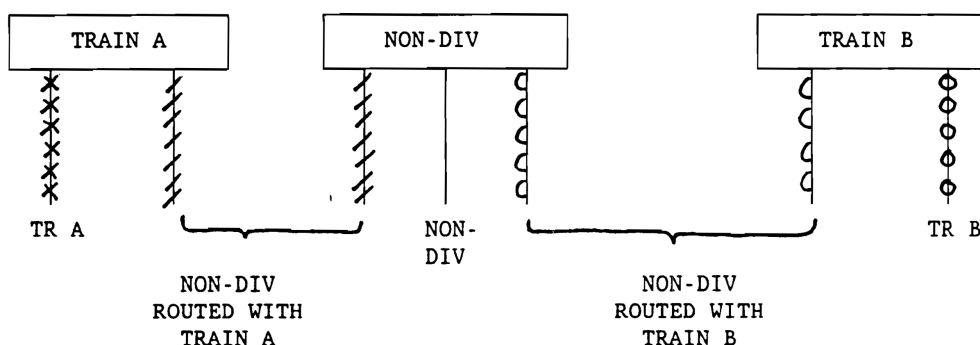 TRAIN A
NON-DIV
TRAIN B
TR A
NON-
DIV
TR B
NON-DIV
ROUTED WITH
TRAIN A
NON-DIV
ROUTED WITH
TRAIN B